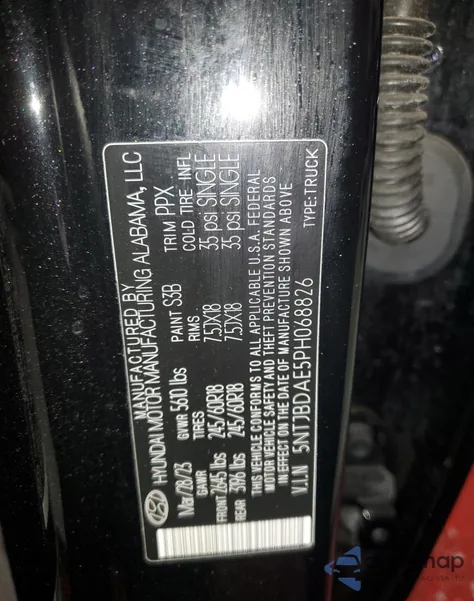 MANUFACTURED BY
HYUNDAI MOTOR MANUFACTURING ALABAMA, LLC
Mar/28/23 GVWR 5610 lbs PAINT S3B TRIM PPX
GAWR TIRES RIMS COLD TIRE INFL
FRONT 2645 lbs 245/60R18 7.5JX18 35 psi SINGLE
REAR 3196 lbs 245/60R18 7.5JX18 35 psi SINGLE
THIS VEHICLE CONFORMS TO ALL APPLICABLE U.S.A. FEDERAL
MOTOR VEHICLE SAFETY AND THEFT PREVENTION STANDARDS
IN EFFECT ON THE DATE OF MANUFACTURE SHOWN ABOVE
V.I.N 5NTJBDAE5PH068826 TYPE:TRUCK